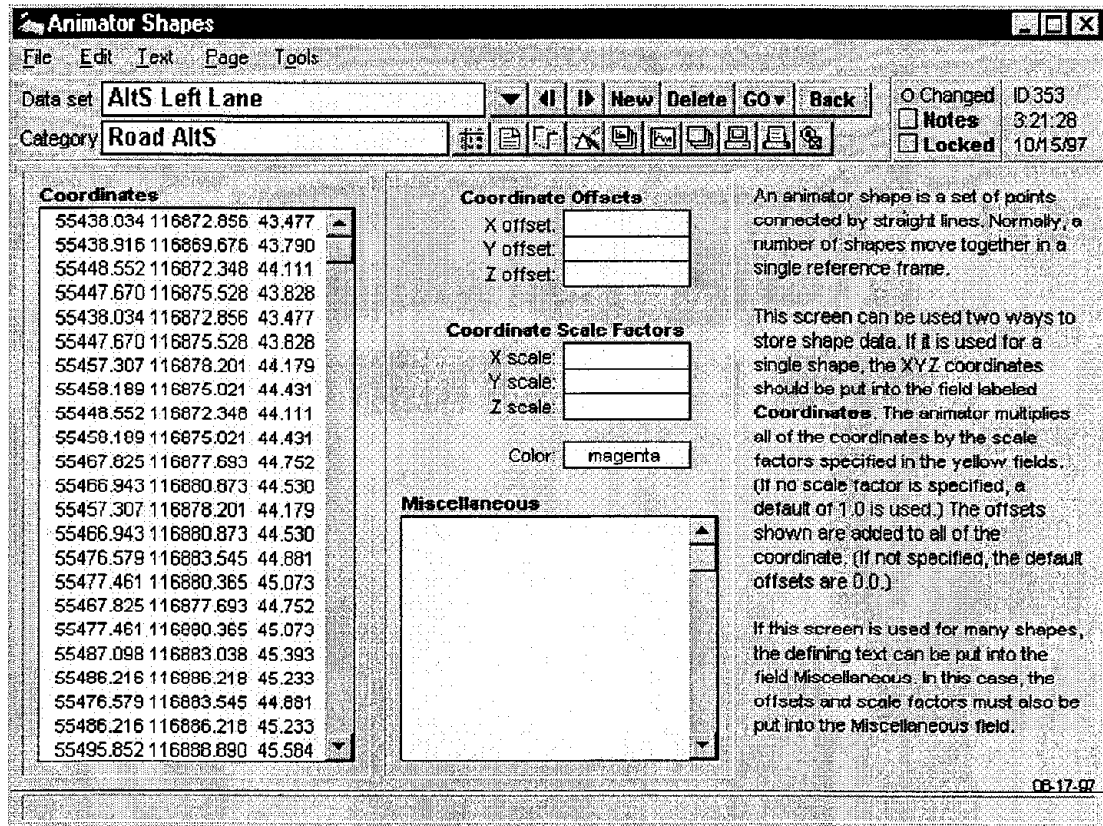 Animator Shapes
File Edit Text Page Tools
Data set AltS Left Lane New Delete GO Back
Changed ID 353
Notes 3:21:28
Locked 10/15/97
Category Road AltS
Coordinates
55438.034 116872.856 43.477
55438.916 116869.676 43.790
55448.552 116872.348 44.111
55447.670 116875.528 43.828
55438.034 116872.856 43.477
55447.670 116875.528 43.828
55457.307 116878.201 44.179
55458.189 116875.021 44.431
55448.552 116872.348 44.111
55458.189 116875.021 44.431
55467.825 116877.693 44.752
55466.943 116880.873 44.530
55457.307 116878.201 44.179
55466.943 116880.873 44.530
55476.579 116883.545 44.881
55477.461 116880.365 45.073
55467.825 116877.693 44.752
55477.461 116880.365 45.073
55487.098 116883.038 45.393
55486.216 116886.218 45.233
55476.579 116883.545 44.881
55486.216 116886.218 45.233
55495.852 116888.890 45.584
Coordinate Offsets
X offset:
Y offset:
Z offset:
Coordinate Scale Factors
X scale:
Y scale:
Z scale:
Color: magenta
Miscellaneous
An animator shape is a set of points
connected by straight lines. Normally, a
number of shapes move together in a
single reference frame.
This screen can be used two ways to
store shape data. If it is used for a
single shape, the XYZ coordinates
should be put into the field labeled
Coordinates. The animator multiplies
all of the coordinates by the scale
factors specified in the yellow fields.
(If no scale factor is specified, a
default of 1.0 is used.) The offsets
shown are added to all of the
coordinate. (If not specified, the default
offsets are 0.0.)
If this screen is used for many shapes,
the defining text can be put into the
field Miscellaneous. In this case, the
offsets and scale factors must also be
put into the Miscellaneous field.
06-17-97